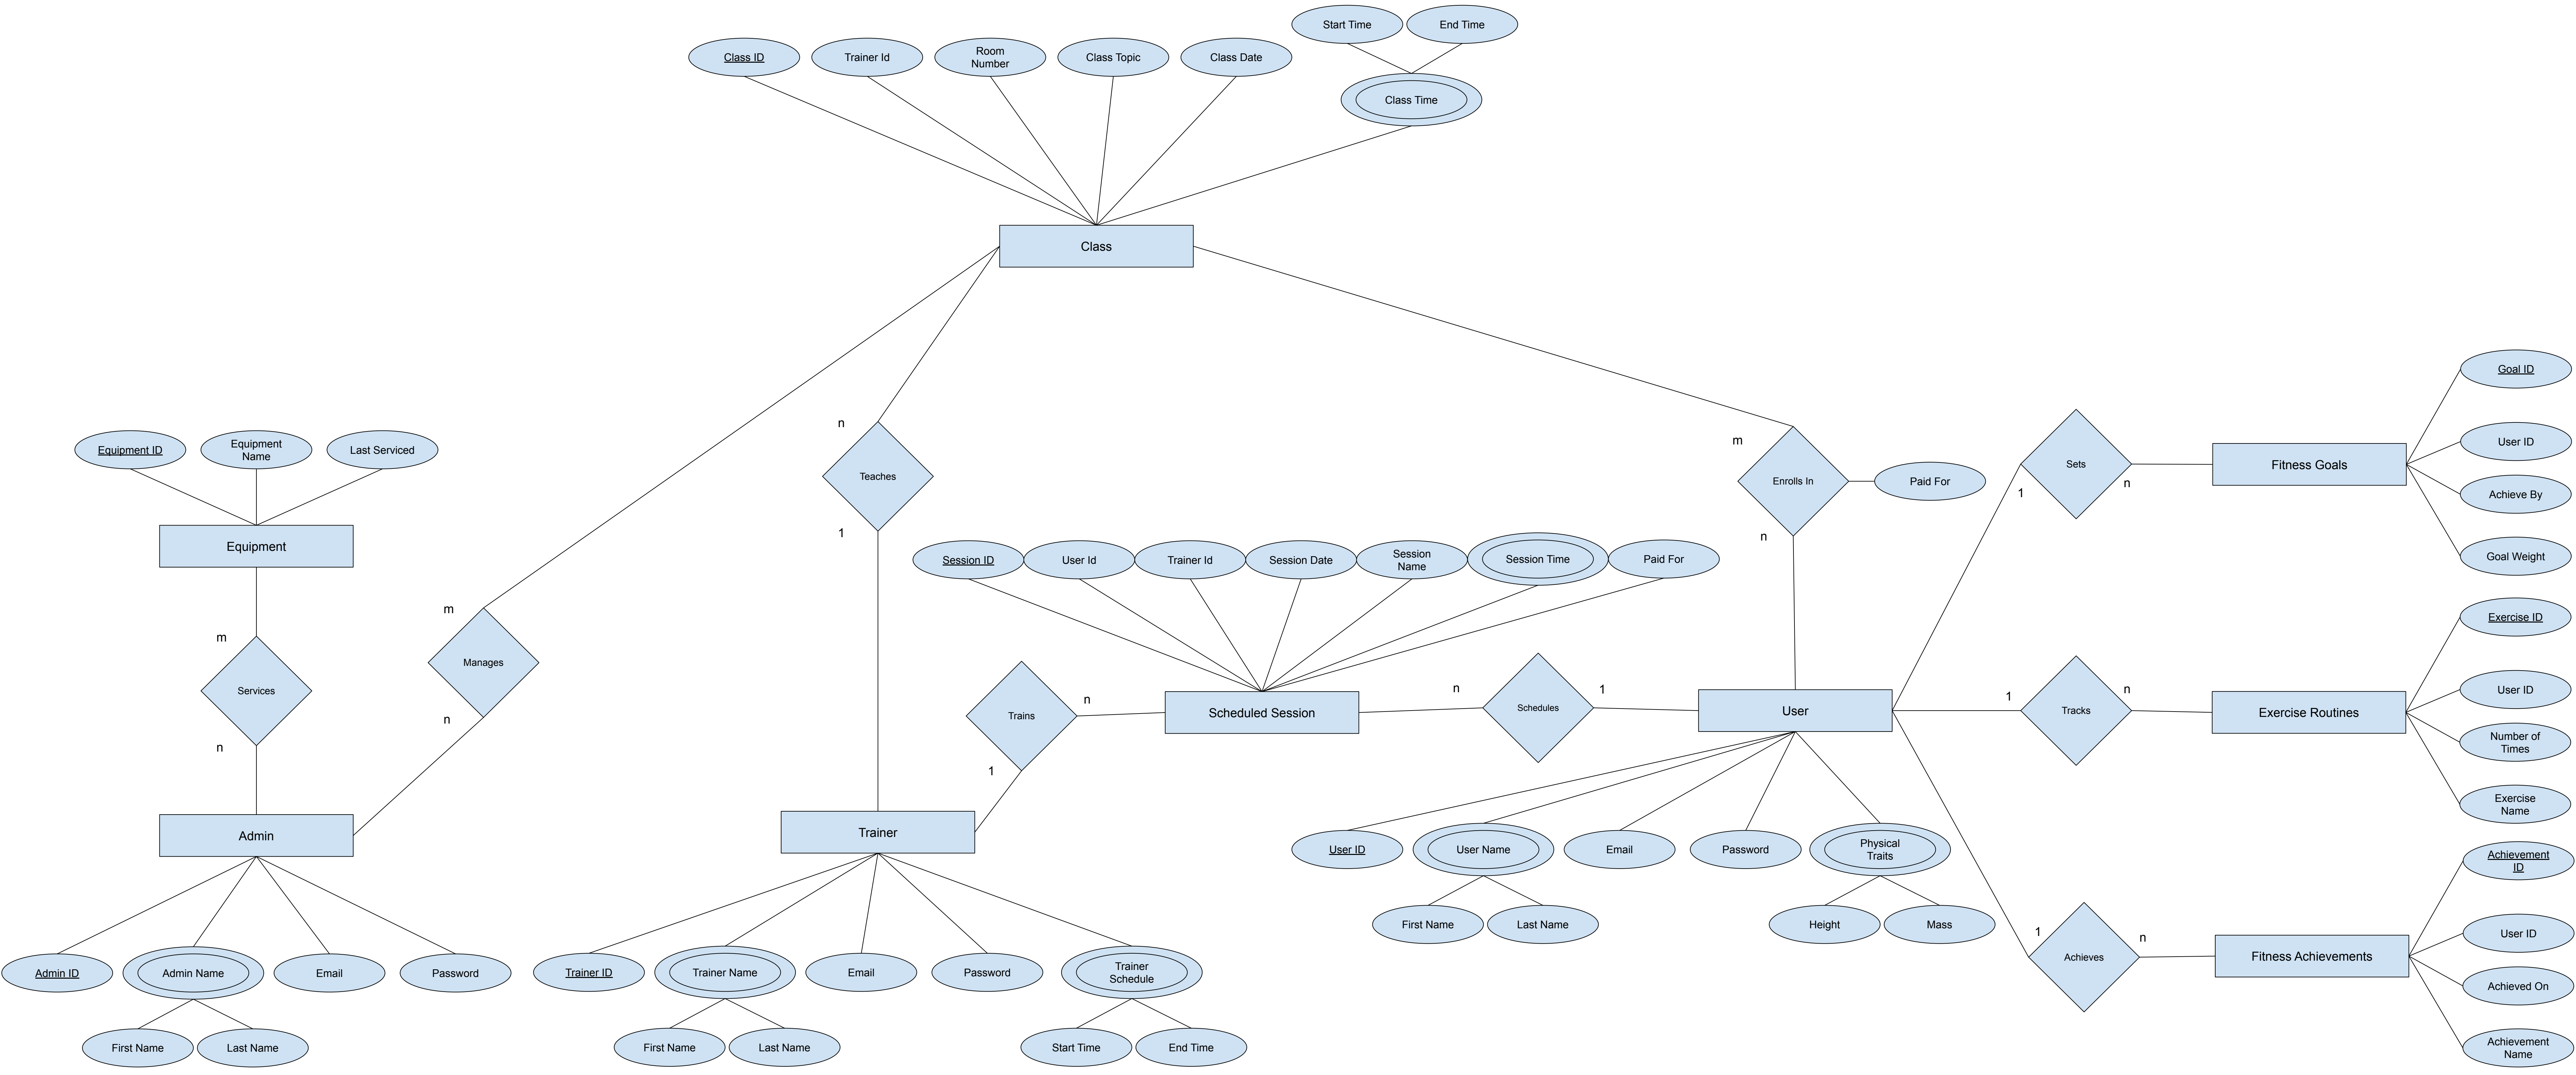 Start Time
End Time
Class ID
Trainer Id
Room
Number
Class Topic
Class Date
Class Time
Class
n
m
Teaches
Enrolls In
Paid For
1
n
Goal ID
User ID
Achieve By
Goal Weight
Sets
1
n
Fitness Goals
Equipment ID
Equipment
Name
Last Serviced
Equipment
m
Services
n
m
Manages
n
Session ID
User Id
Trainer Id
Session Date
Session
Name
Session Time
Paid For
Trains
n
1
Scheduled Session
n
Schedules
1
User
1
Tracks
n
Exercise Routines
Exercise ID
User ID
Number of
Times
Exercise
Name
Admin
Trainer
User ID
User Name
Email
Password
Physical
Traits
First Name
Last Name
Height
Mass
1
Achieves
n
Fitness Achievements
Achievement
ID
User ID
Achieved On
Achievement
Name
Admin ID
Admin Name
Email
Password
First Name
Last Name
Trainer ID
Trainer Name
Email
Password
Trainer
Schedule
First Name
Last Name
Start Time
End Time